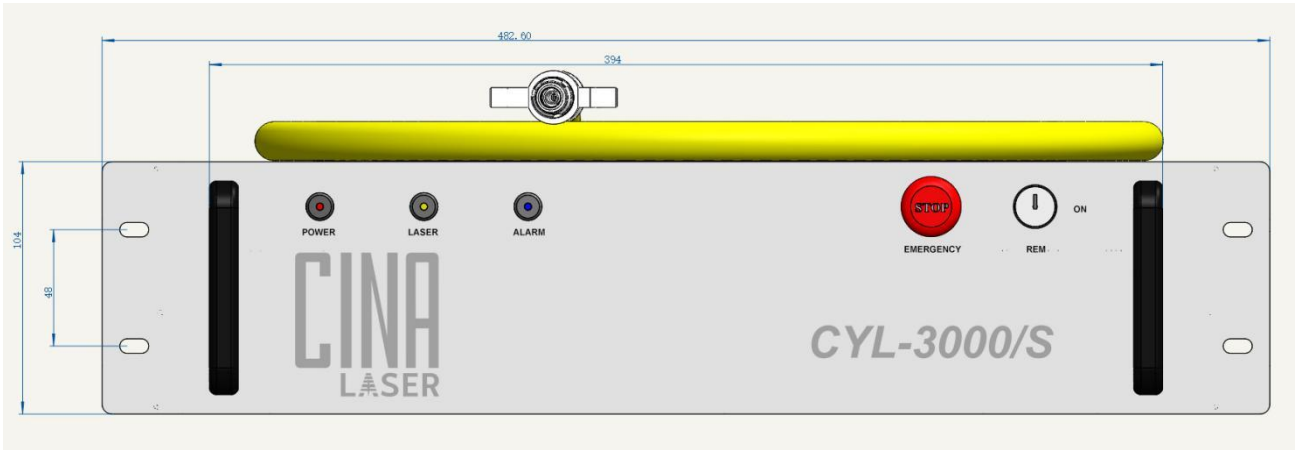 482.60
394
STOP
POWER
LASER
ALARM
EMERGENCY
REM
ON
104
48
CINA
LASER
CYL-3000/S